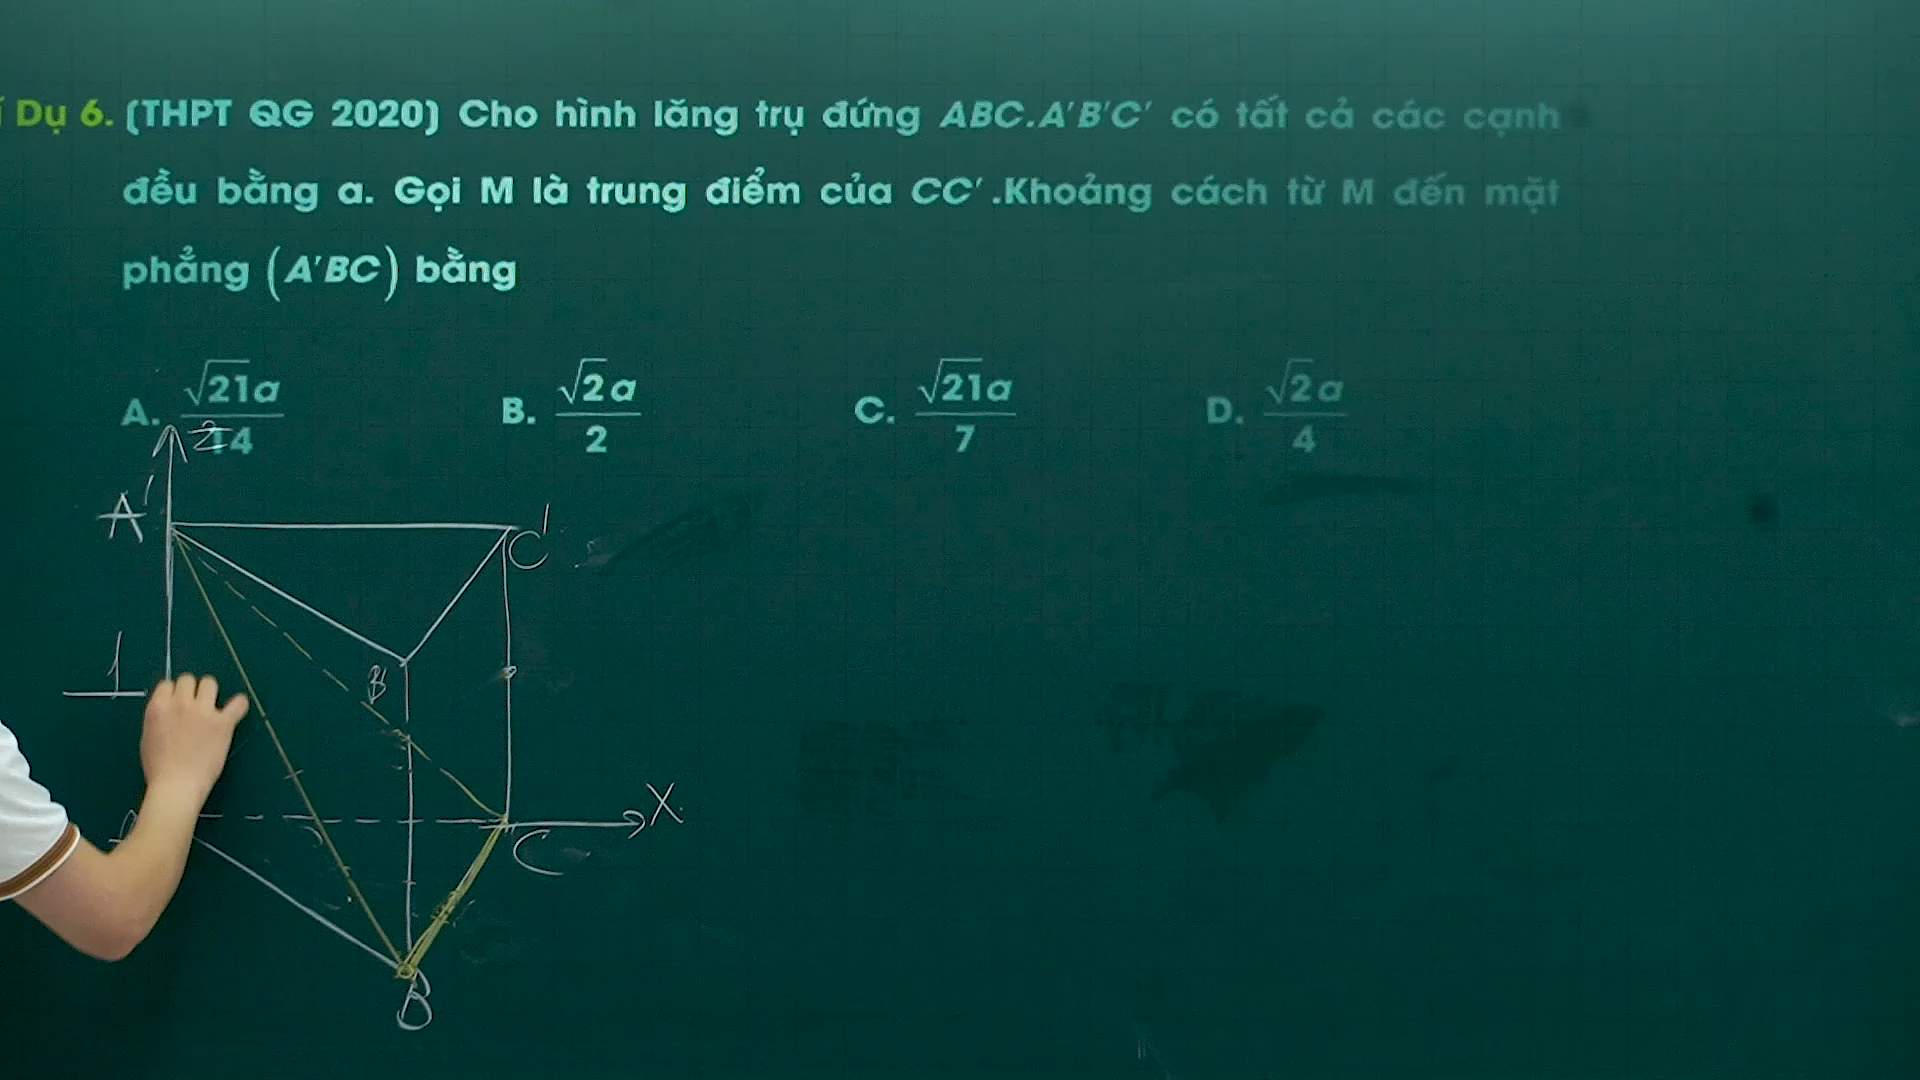 Dụ 6. (THPT QG 2020) Cho hình lăng trụ đứng ABC.A'B'C' có tất cả các cạnh
đều bằng a. Gọi M là trung điểm của CC'.Khoảng cách từ M đến mặt
phẳng (A'BC) bằng
A. √21a/14 B. √2a/2 C. √21a/7 D. √2a/4
A'
C'
1
B'
X
C
B